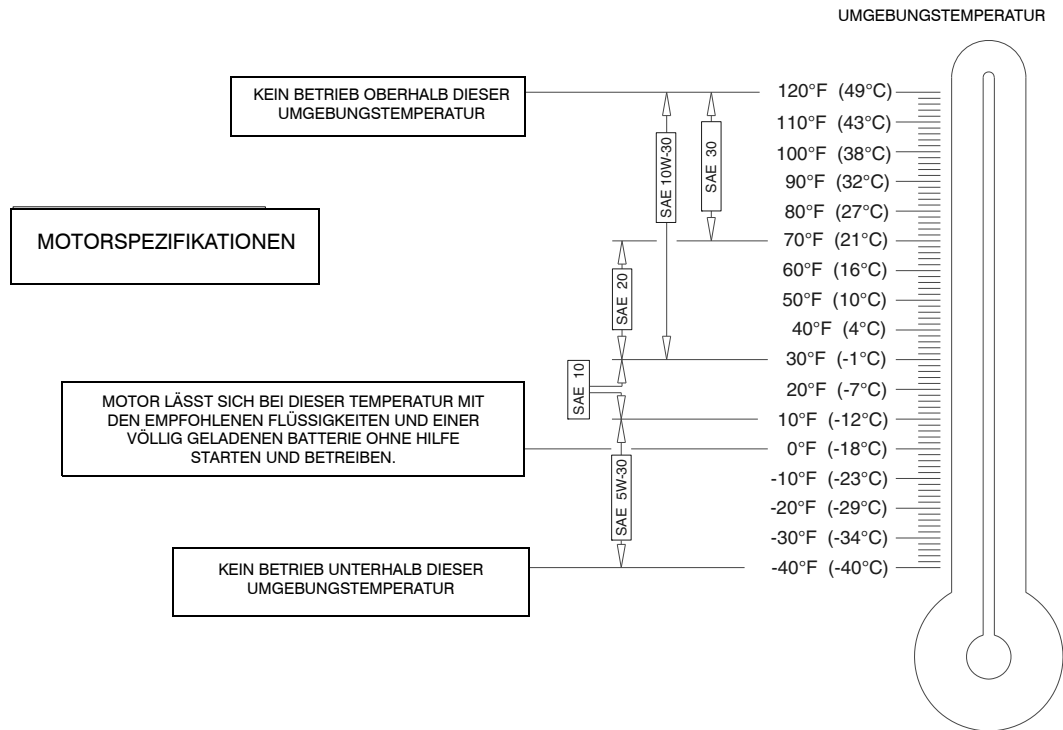 UMGEBUNGSTEMPERATUR
KEIN BETRIEB OBERHALB DIESER
UMGEBUNGSTEMPERATUR
MOTORSPEZIFIKATIONEN
MOTOR LÄSST SICH BEI DIESER TEMPERATUR MIT
DEN EMPFOHLENEN FLÜSSIGKEITEN UND EINER
VÖLLIG GELADENEN BATTERIE OHNE HILFE
STARTEN UND BETREIBEN.
KEIN BETRIEB UNTERHALB DIESER
UMGEBUNGSTEMPERATUR
SAE 10
SAE 20
SAE 5W-30
SAE 10W-30
SAE 30
120°F (49°C)
110°F (43°C)
100°F (38°C)
90°F (32°C)
80°F (27°C)
70°F (21°C)
60°F (16°C)
50°F (10°C)
40°F (4°C)
30°F (-1°C)
20°F (-7°C)
10°F (-12°C)
0°F (-18°C)
-10°F (-23°C)
-20°F (-29°C)
-30°F (-34°C)
-40°F (-40°C)